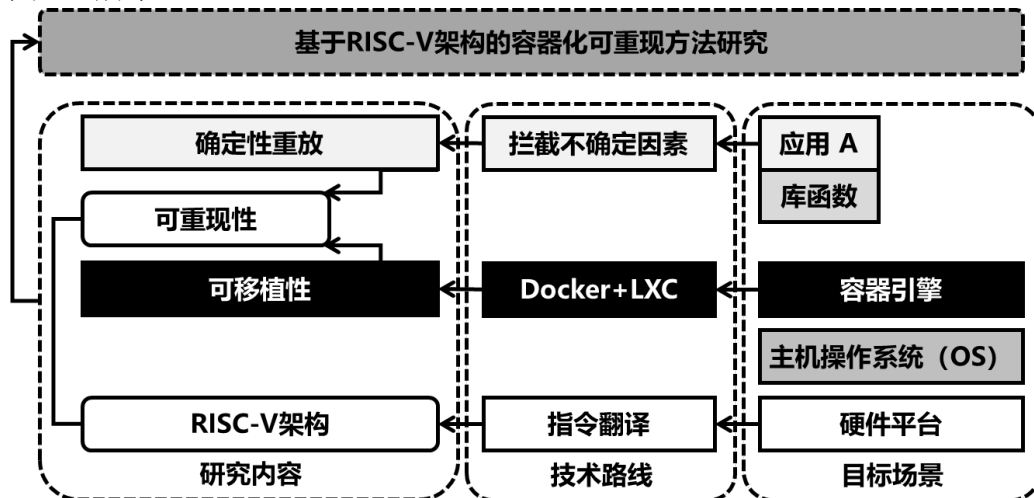 基于RISC-V架构的容器化可重现方法研究
确定性重放
拦截不确定因素
应用 A
库函数
可重现性
可移植性
Docker+LXC
容器引擎
主机操作系统（OS）
RISC-V架构
指令翻译
硬件平台
研究内容
技术路线
目标场景